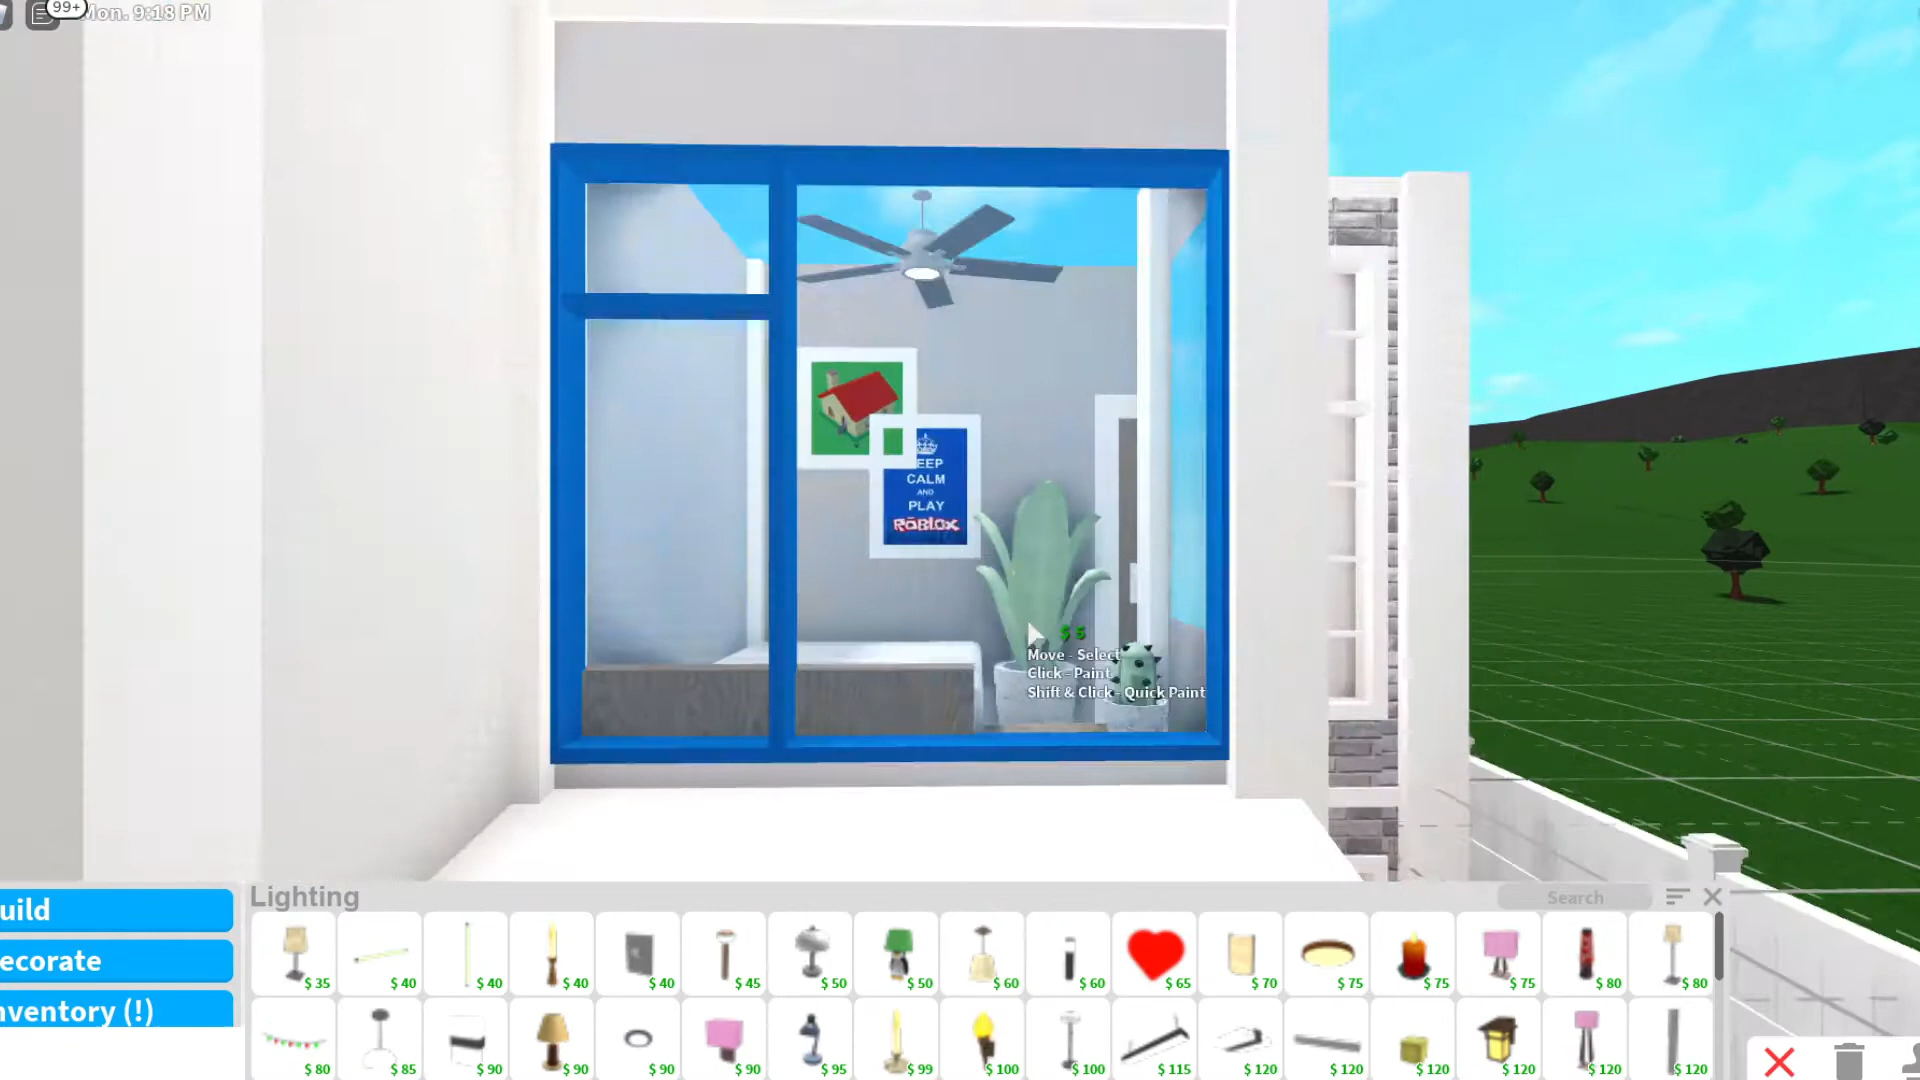 99+
Mon. 9:18 PM
EEP
CALM
AND
PLAY
ROBLOX
$ 5
Move - Select
Click - Paint
Shift & Click - Quick Paint
uild
ecorate
nventory (!)
Lighting
Search
$ 35
$ 40
$ 40
$ 40
$ 40
$ 45
$ 50
$ 50
$ 60
$ 60
$ 65
$ 70
$ 75
$ 75
$ 75
$ 80
$ 80
$ 80
$ 85
$ 90
$ 90
$ 90
$ 90
$ 95
$ 99
$ 100
$ 100
$ 115
$ 120
$ 120
$ 120
$ 120
$ 120
$ 120